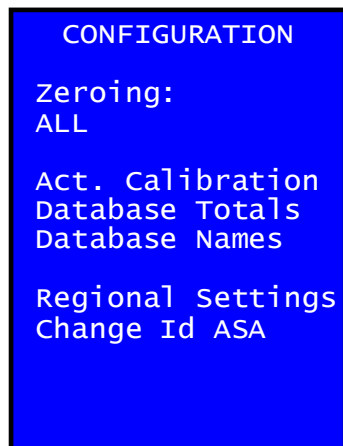 CONFIGURATION
Zeroing:
ALL
Act. Calibration
Database Totals
Database Names
Regional Settings
Change Id ASA